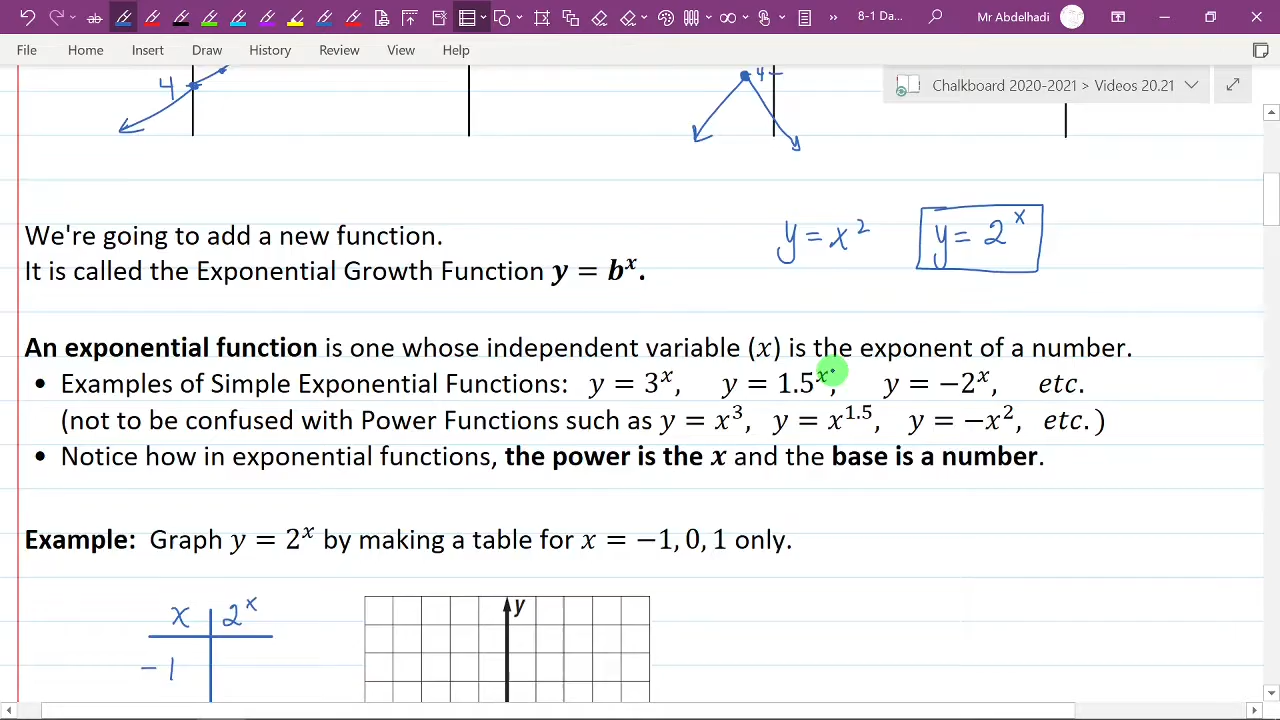 8-1 Da...
Mr Abdelhadi
File Home Insert Draw History Review View Help
Chalkboard 2020-2021 > Videos 20.21
4
4
y = x²
y = 2ˣ
We're going to add a new function.
It is called the Exponential Growth Function y = bˣ.
An exponential function is one whose independent variable (x) is the exponent of a number.
• Examples of Simple Exponential Functions: y = 3ˣ, y = 1.5ˣ, y = −2ˣ, etc.
(not to be confused with Power Functions such as y = x³, y = x¹·⁵, y = −x², etc.)
• Notice how in exponential functions, the power is the x and the base is a number.
Example: Graph y = 2ˣ by making a table for x = −1, 0, 1 only.
x 2ˣ
−1
y